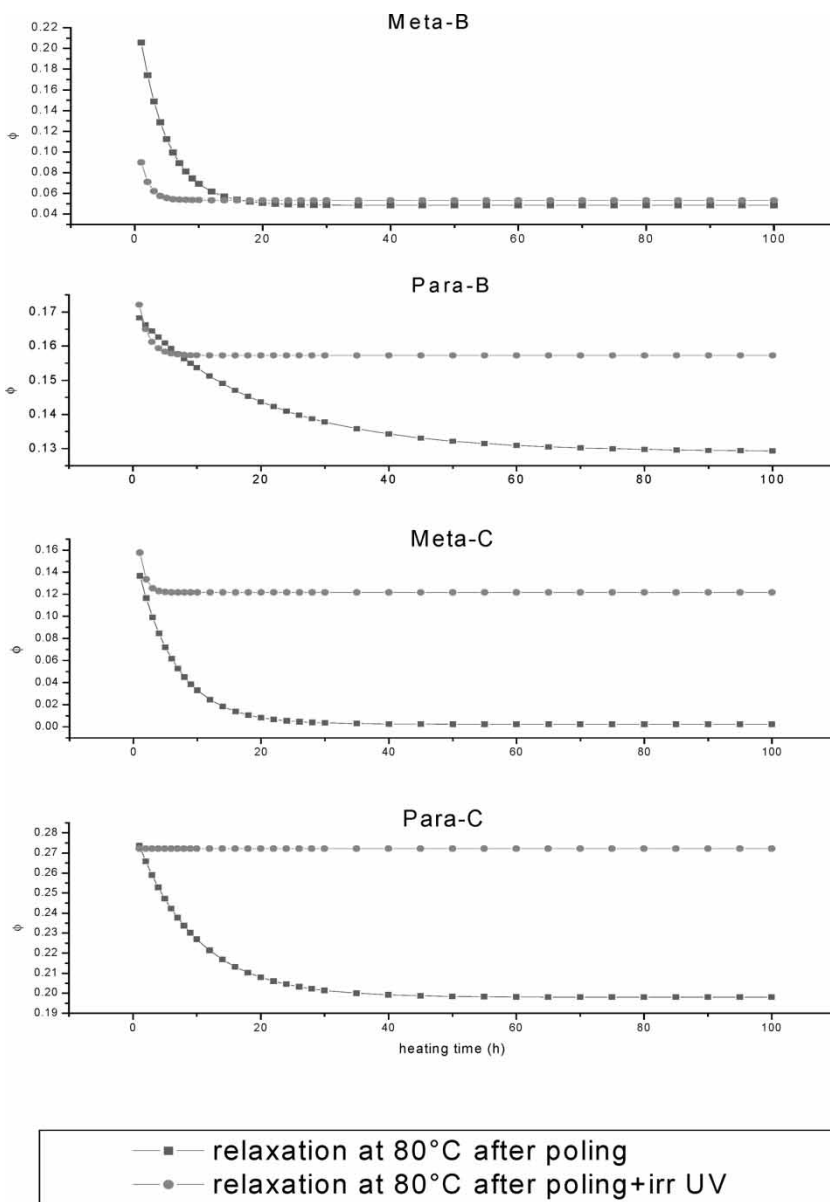 Meta-B
0.22
0.20
0.18
0.16
0.14
0.12
0.10
0.08
0.06
0.04
ϕ
0 20 40 60 80 100
Para-B
0.17
0.16
0.15
0.14
0.13
ϕ
0 20 40 60 80 100
Meta-C
0.16
0.14
0.12
0.10
0.08
0.06
0.04
0.02
0.00
ϕ
0 20 40 60 80 100
Para-C
0.28
0.27
0.26
0.25
0.24
0.23
0.22
0.21
0.20
0.19
ϕ
0 20 40 60 80 100
heating time (h)
relaxation at 80°C after poling
relaxation at 80°C after poling+irr UV